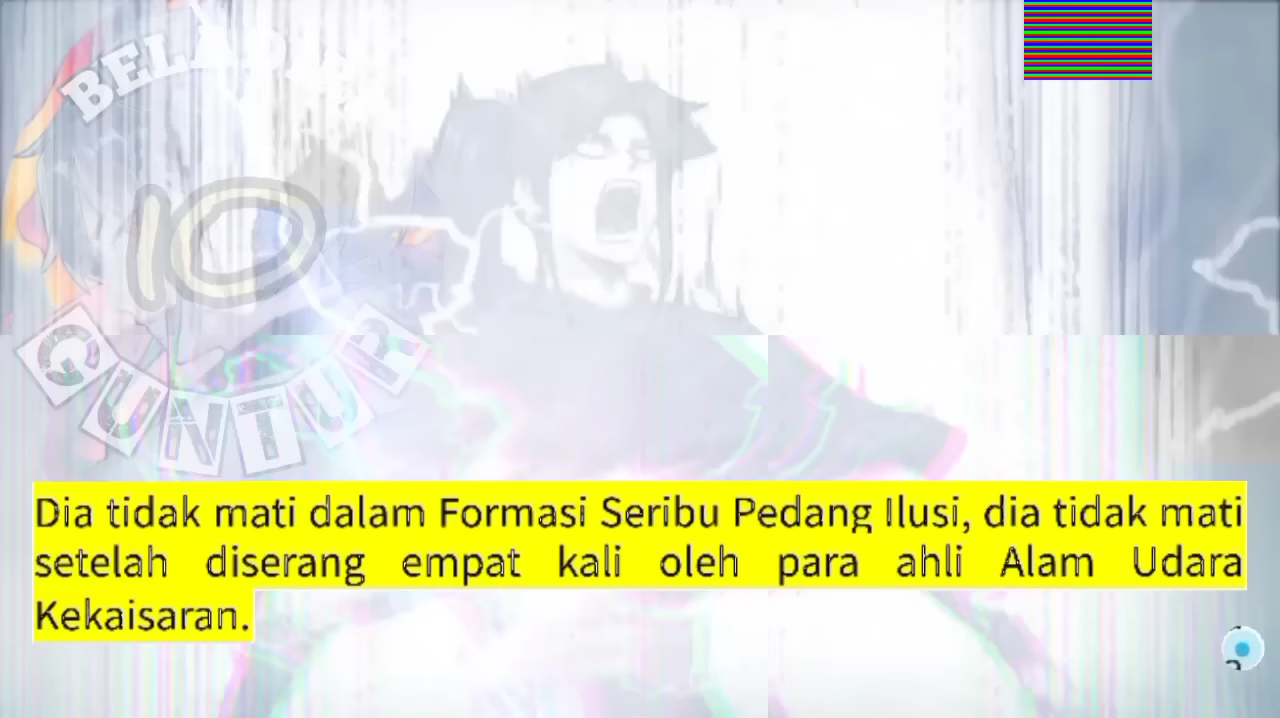 10
GUNTUR
Dia tidak mati dalam Formasi Seribu Pedang Ilusi, dia tidak mati
setelah diserang empat kali oleh para ahli Alam Udara
Kekaisaran.